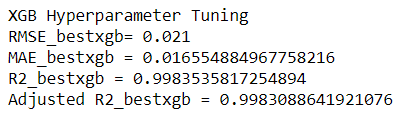 XGB Hyperparameter Tuning
RMSE_bestxgb= 0.021
MAE_bestxgb = 0.016554884967758216
R2_bestxgb = 0.9983535817254894
Adjusted R2_bestxgb = 0.9983088641921076